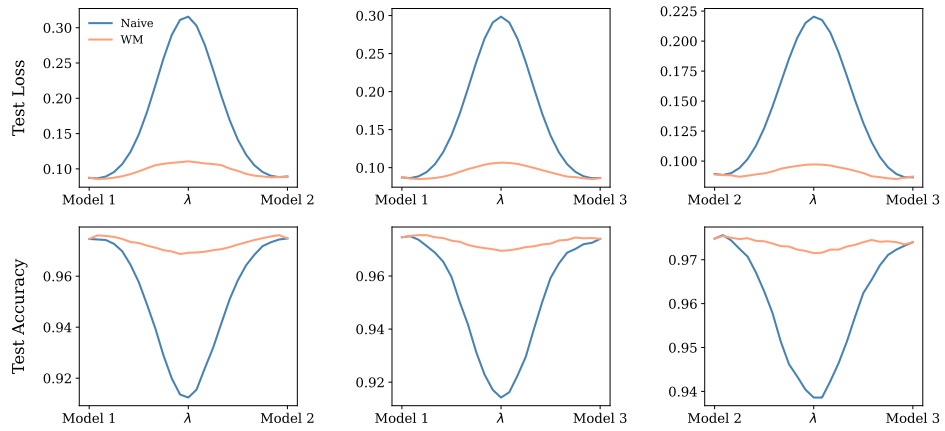 Test Loss
0.30
0.25
0.20
0.15
0.10
Naive
WM
Model 1 λ Model 2
0.30
0.25
0.20
0.15
0.10
Model 1 λ Model 3
0.225
0.200
0.175
0.150
0.125
0.100
Model 2 λ Model 3
Test Accuracy
0.96
0.94
0.92
Model 1 λ Model 2
0.96
0.94
0.92
Model 1 λ Model 3
0.97
0.96
0.95
0.94
Model 2 λ Model 3